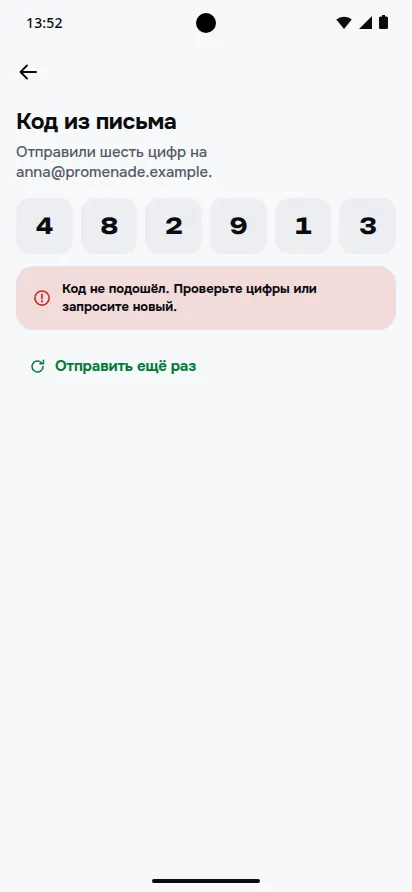 13:52
Код из письма
Отправили шесть цифр на
anna@promenade.example.
4 8 2 9 1 3
Код не подошёл. Проверьте цифры или
запросите новый.
Отправить ещё раз